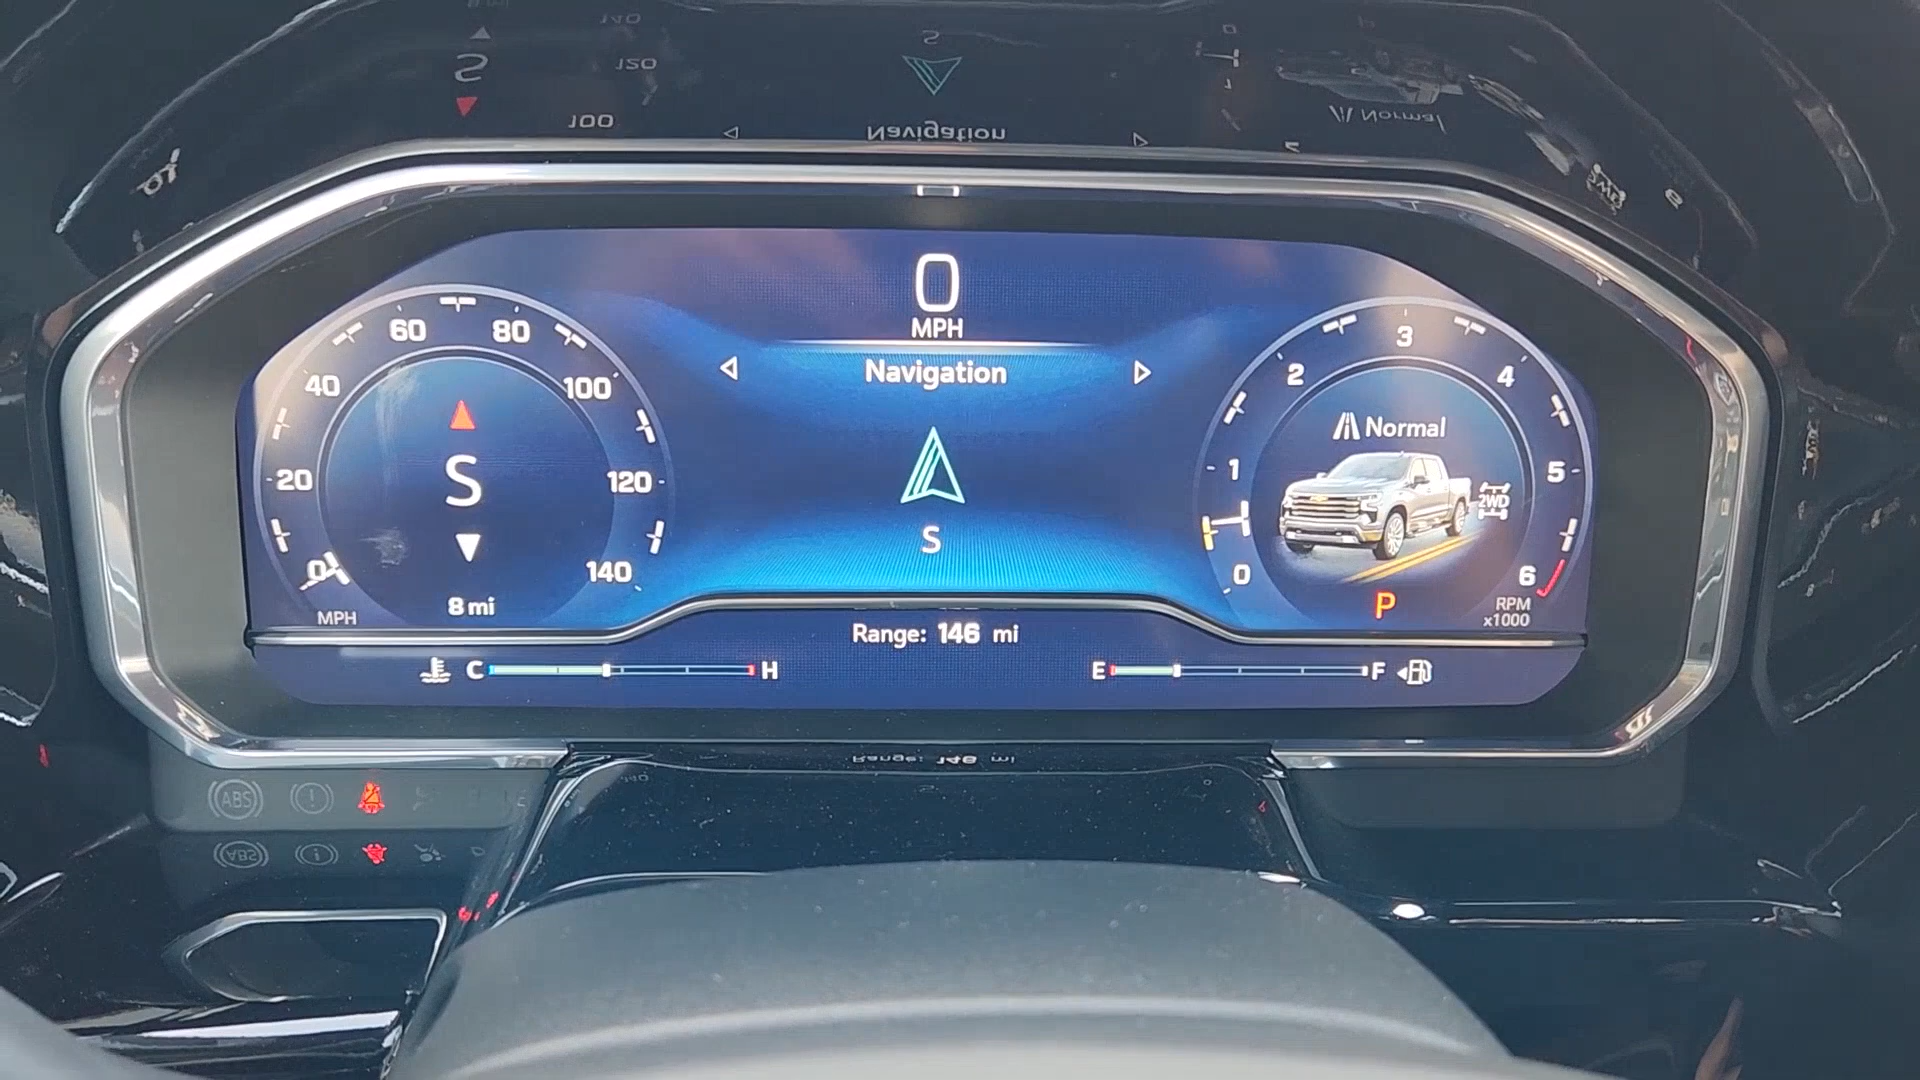 0
MPH
Navigation
S
60 80
40 100
20 120
0 140
MPH
S
8 mi
3
2 4
1 5
0 6
Normal
2WD
P
RPM
x1000
Range: 146 mi
C H
E F
ABS